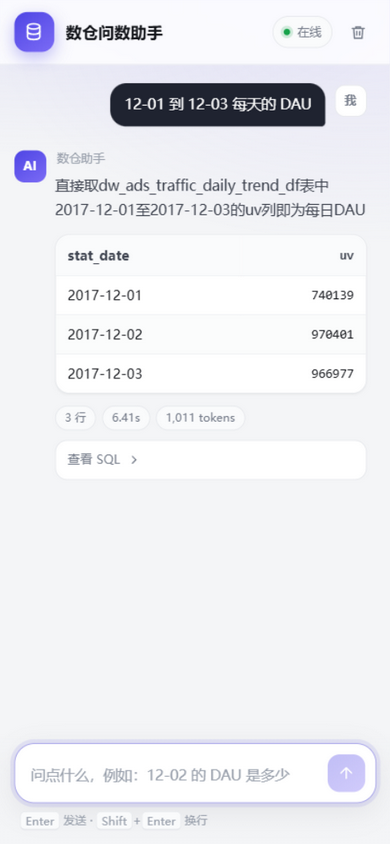 数仓问数助手
在线
12-01 到 12-03 每天的 DAU
我
AI
数仓助手
直接取dw_ads_traffic_daily_trend_df表中
2017-12-01至2017-12-03的uv列即为每日DAU
stat_date uv
2017-12-01 740139
2017-12-02 970401
2017-12-03 966977
3 行 6.41s 1,011 tokens
查看 SQL >
问点什么，例如：12-02 的 DAU 是多少
Enter 发送 · Shift + Enter 换行